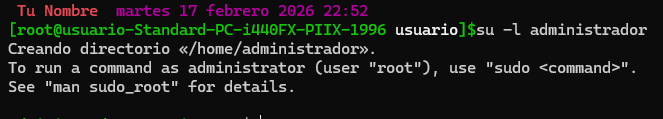 Tu Nombre martes 17 febrero 2026 22:52
[root@usuario-Standard-PC-i440FX-PIIX-1996 usuario]$su -l administrador
Creando directorio «/home/administrador».
To run a command as administrator (user "root"), use "sudo <command>".
See "man sudo_root" for details.